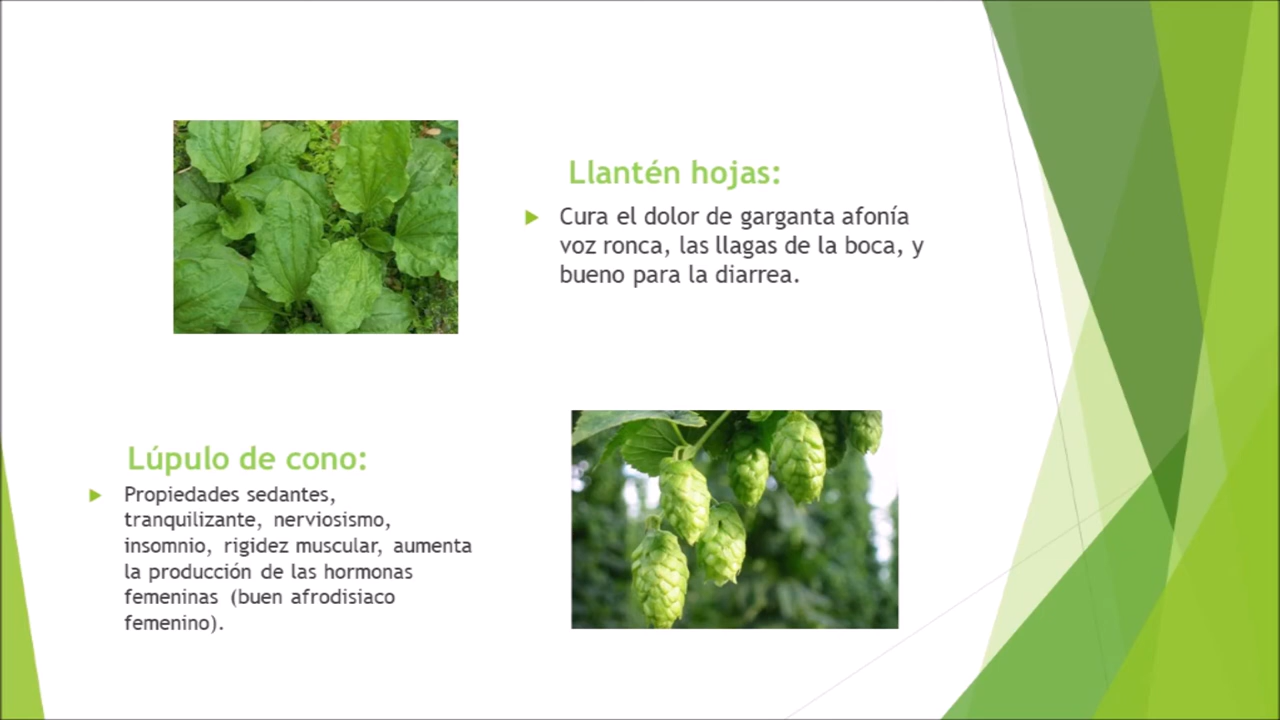 Llantén hojas:
Cura el dolor de garganta afonía
voz ronca, las llagas de la boca, y
bueno para la diarrea.
Lúpulo de cono:
Propiedades sedantes,
tranquilizante, nerviosismo,
insomnio, rigidez muscular, aumenta
la producción de las hormonas
femeninas (buen afrodisiaco
femenino).